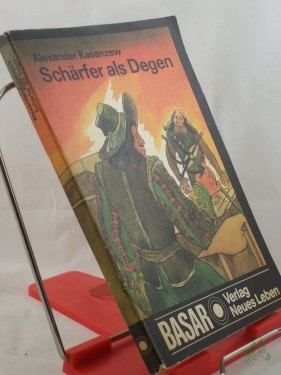 Alexander Kasanzew
Schärfer als Degen
BASAR
Verlag
Neues Leben